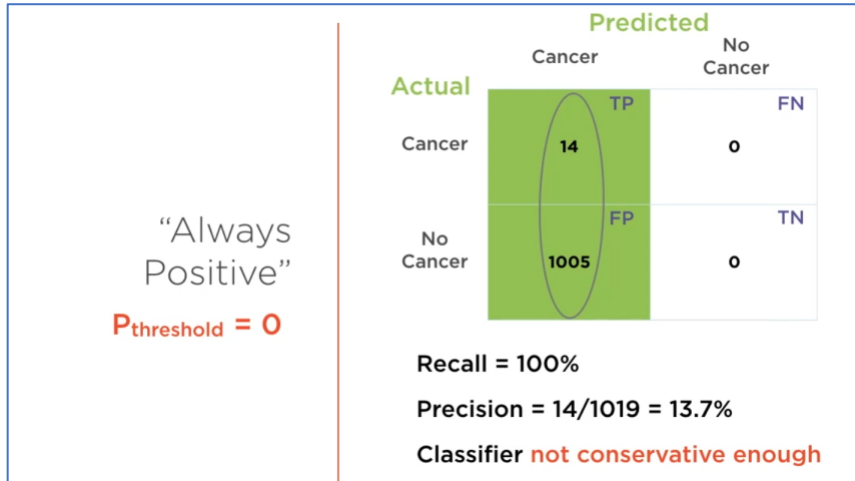 “Always
Positive”
Pthreshold = 0
Predicted
Cancer
No
Cancer
Actual
Cancer
TP
14
FN
0
No
Cancer
FP
1005
TN
0
Recall = 100%
Precision = 14/1019 = 13.7%
Classifier not conservative enough